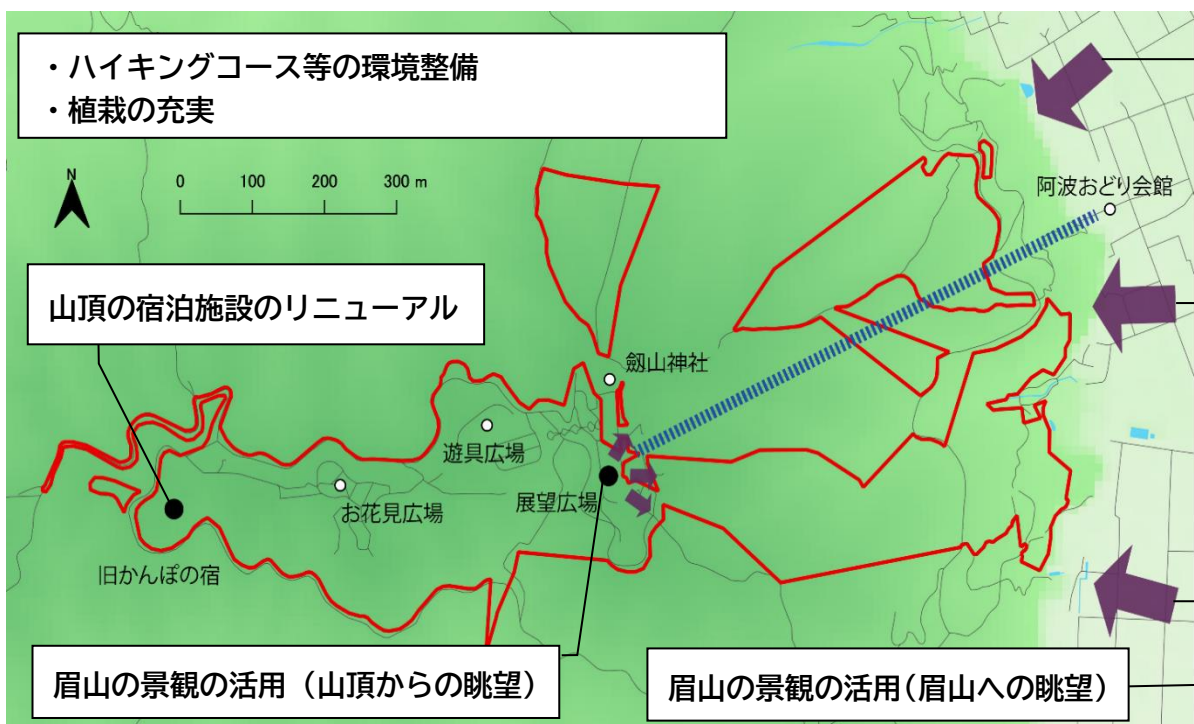 ・ハイキングコース等の環境整備
・植栽の充実
N
0 100 200 300 m
阿波おどり会館
山頂の宿泊施設のリニューアル
劔山神社
遊具広場
お花見広場
展望広場
旧かんぽの宿
眉山の景観の活用（山頂からの眺望）
眉山の景観の活用（眉山への眺望）